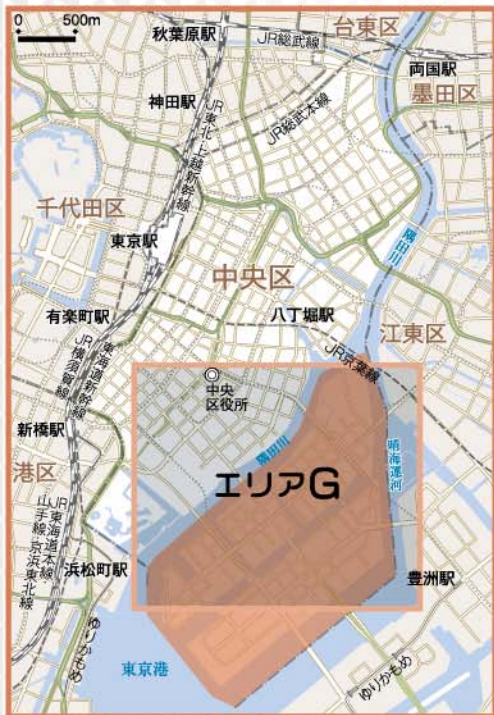 0 500m
秋葉原駅
台東区
JR総武線
両国駅
墨田区
神田駅
JR総武本線
JR東北・上越新幹線
千代田区
東京駅
隅田川
中央区
有楽町駅
八丁堀駅
江東区
JR京葉線
東海道新幹線
JR横須賀線
中央
区役所
新橋駅
隅田川
晴海運河
港区
エリアG
JR東海道本線・
山手線・京浜東北線
浜松町駅
豊洲駅
ゆりかもめ
東京港
ゆりかもめ